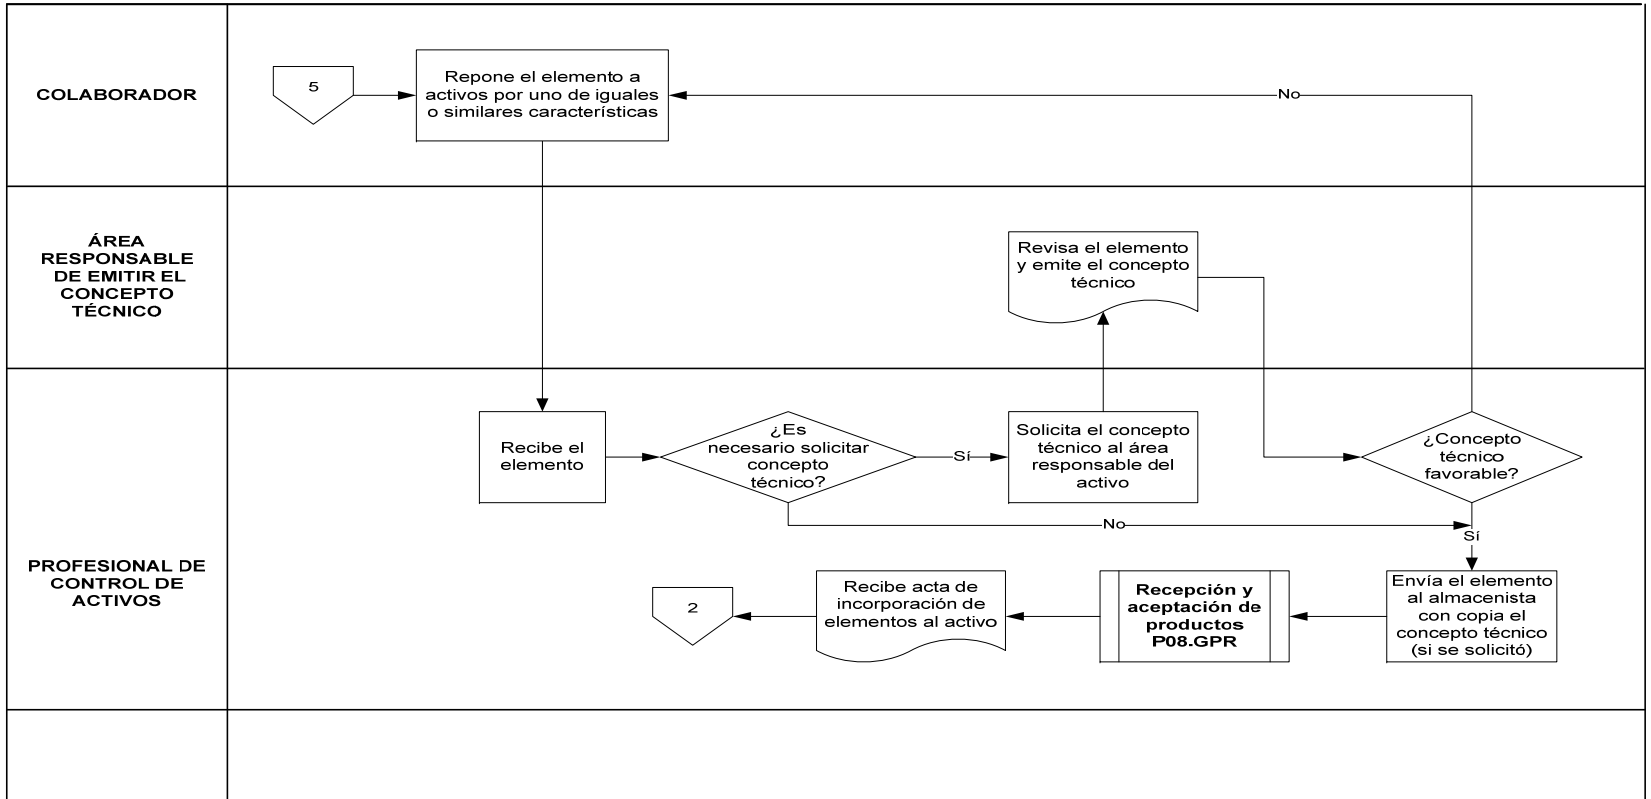 COLABORADOR
5
Repone el elemento a
activos por uno de iguales
o similares características
No
ÁREA
RESPONSABLE
DE EMITIR EL
CONCEPTO
TÉCNICO
Revisa el elemento
y emite el concepto
técnico
PROFESIONAL DE
CONTROL DE
ACTIVOS
Recibe el
elemento
¿Es
necesario solicitar
concepto
técnico?
Sí
Solicita el concepto
técnico al área
responsable del
activo
¿Concepto
técnico
favorable?
No
Sí
2
Recibe acta de
incorporación de
elementos al activo
Recepción y
aceptación de
productos
P08.GPR
Envía el elemento
al almacenista
con copia el
concepto técnico
(si se solicitó)